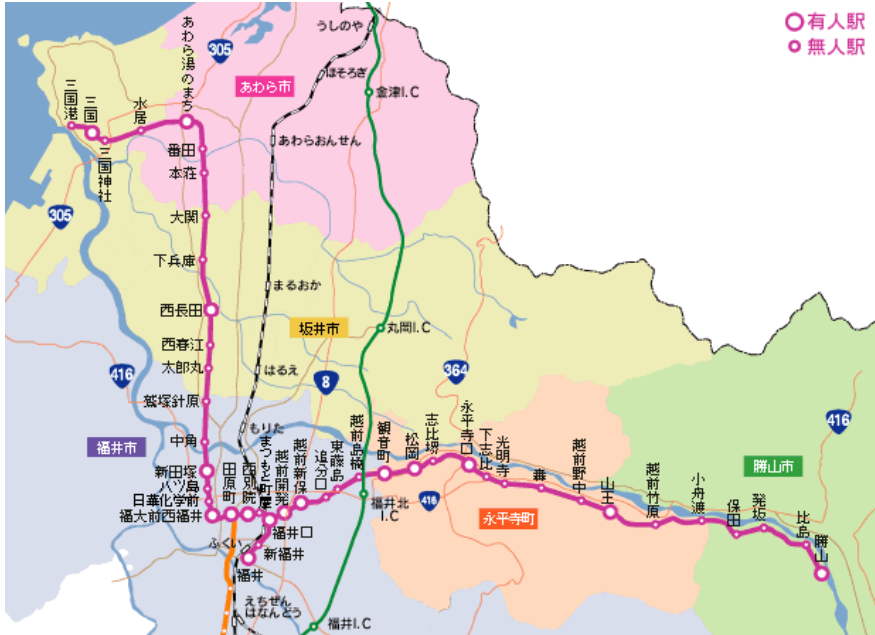 有人駅
無人駅
うしのや
305
あわら湯のまち
ほそろぎ
あわら市
金津I.C
三国港
三国
水居
三国神社
あわらおんせん
番田
本荘
305
大関
下兵庫
まるおか
西長田
坂井市
丸岡I.C
西春江
太郎丸
はるえ
8
364
416
鷲塚針原
416
もりた
中角
福井市
新田塚
八ツ島
日華化学前
福大前西福井
田原町
西別院
まつもと町屋
越前開発
越前新保
追分口
東藤島
越前島橋
観音町
松岡
志比堺
永平寺口
下志比
光明寺
轟
越前野中
山王
越前竹原
小舟渡
保田
発坂
比島
勝山
勝山市
416
永平寺町
福井北
I.C
福井口
新福井
ふくい
福井
えちぜん
はなんどう
福井I.C